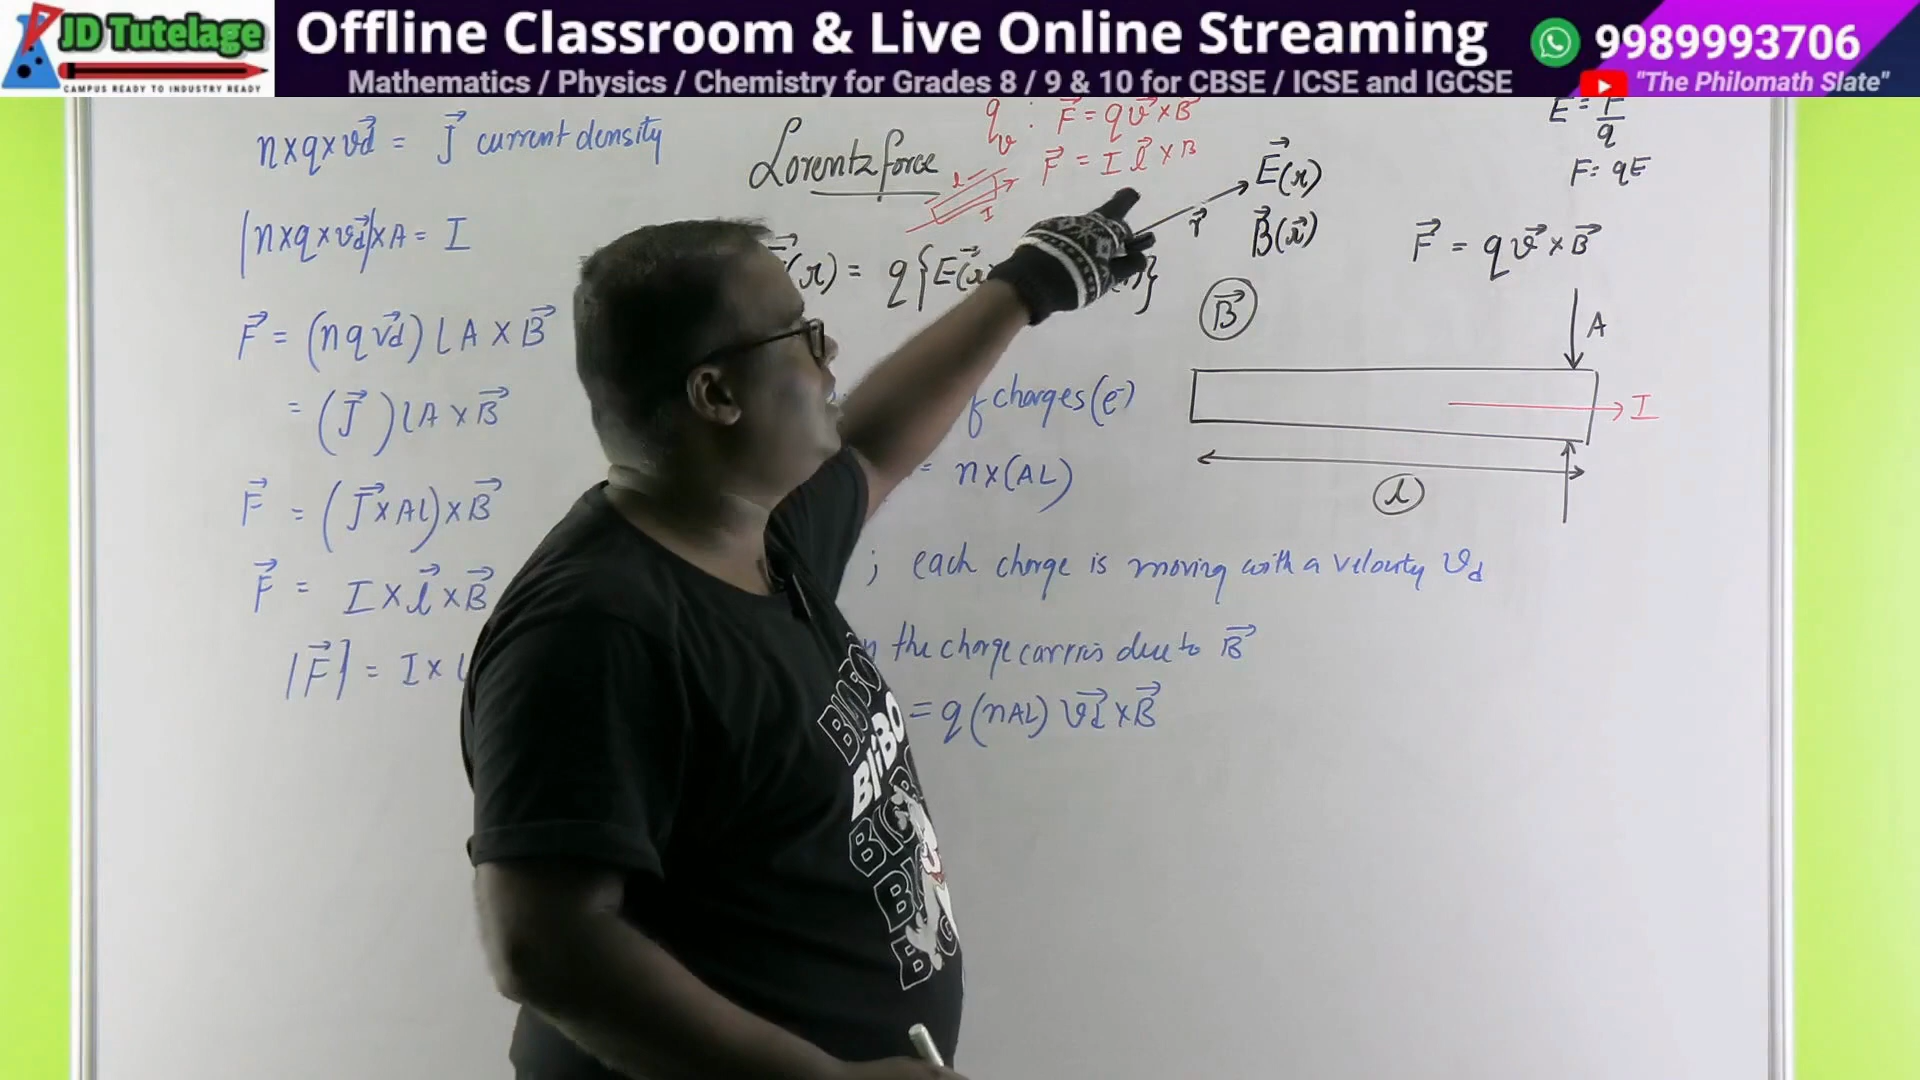 JD Tutelage
CAMPUS READY TO INDUSTRY READY
Offline Classroom & Live Online Streaming
Mathematics / Physics / Chemistry for Grades 8 / 9 & 10 for CBSE / ICSE and IGCSE
9989993706
"The Philomath Slate"
n×q×v⃗d = J⃗ current density
|n×q×v⃗d|×A = I
F⃗ = (nqv⃗d) lA × B⃗
= (J⃗) lA × B⃗
F⃗ = (J⃗×Al)×B⃗
F⃗ = I × l⃗ × B⃗
|F⃗| = I × l
Lorentz force
q v : F⃗ = qv⃗×B⃗
F⃗ = I l⃗ × B
l
I
(r) = q{E(r
r⃗
E⃗(r)
B⃗(r⃗)
E = F/q
F = qE
F⃗ = qv⃗ × B⃗
B⃗
A
I
l
f charges (e⁻)
= n×(AL)
; each charge is moving with a velocity vd
n the charge carriers due to B⃗
= q(nAL) v⃗d × B⃗
BLiBO